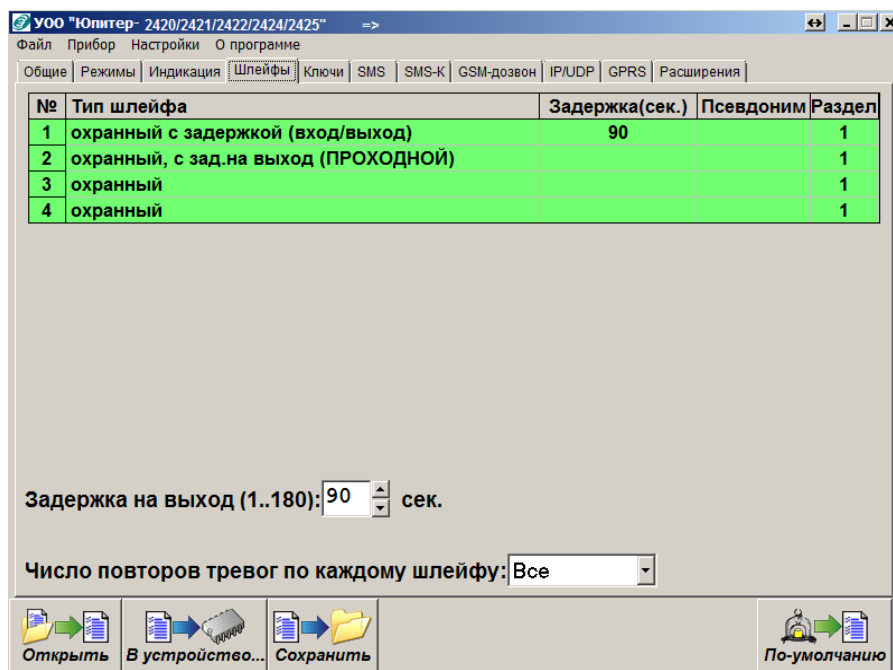 УОО "Юпитер- 2420/2421/2422/2424/2425" =>
Файл Прибор Настройки О программе
Общие Режимы Индикация Шлейфы Ключи SMS SMS-K GSM-дозвон IP/UDP GPRS Расширения
№ Тип шлейфа Задержка(сек.) Псевдоним Раздел
1 охранный с задержкой (вход/выход) 90 1
2 охранный, с зад.на выход (ПРОХОДНОЙ) 1
3 охранный 1
4 охранный 1
Задержка на выход (1..180): 90 сек.
Число повторов тревог по каждому шлейфу: Все
Открыть В устройство... Сохранить По-умолчанию